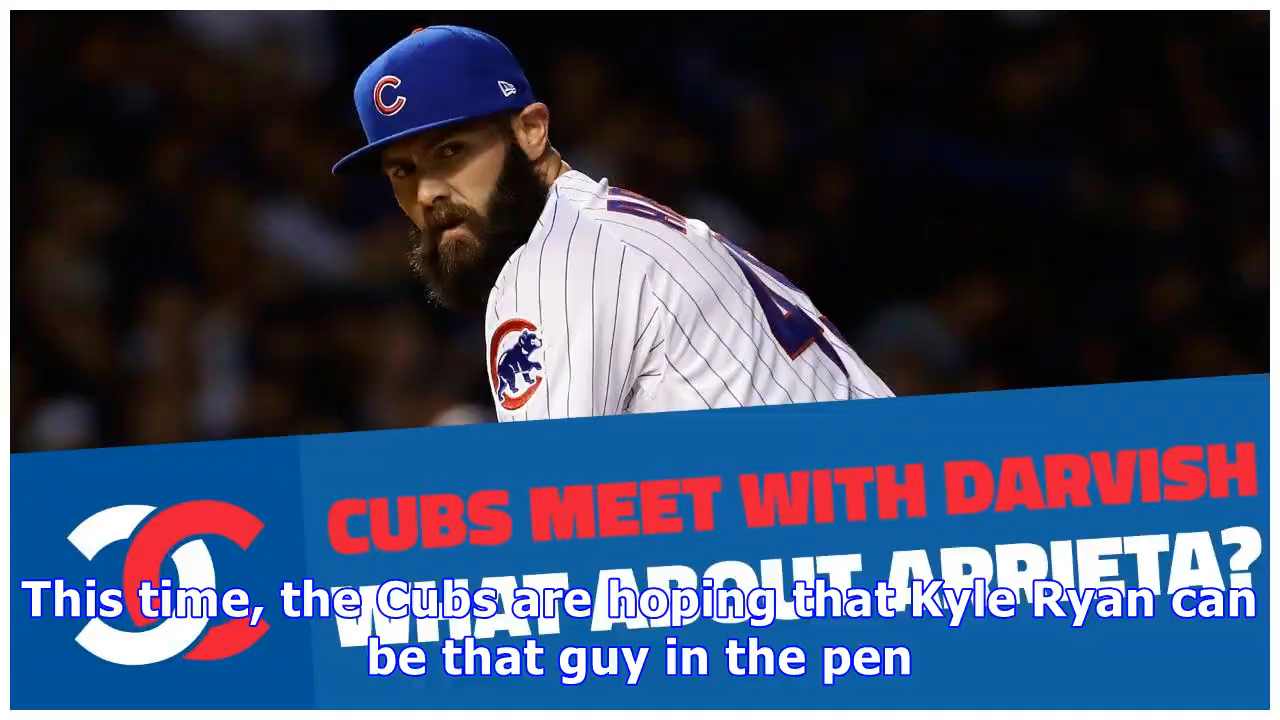 C
CUBS MEET WITH DARVISH
WHAT ABOUT ARRIETA?
This time, the Cubs are hoping that Kyle Ryan can
be that guy in the pen